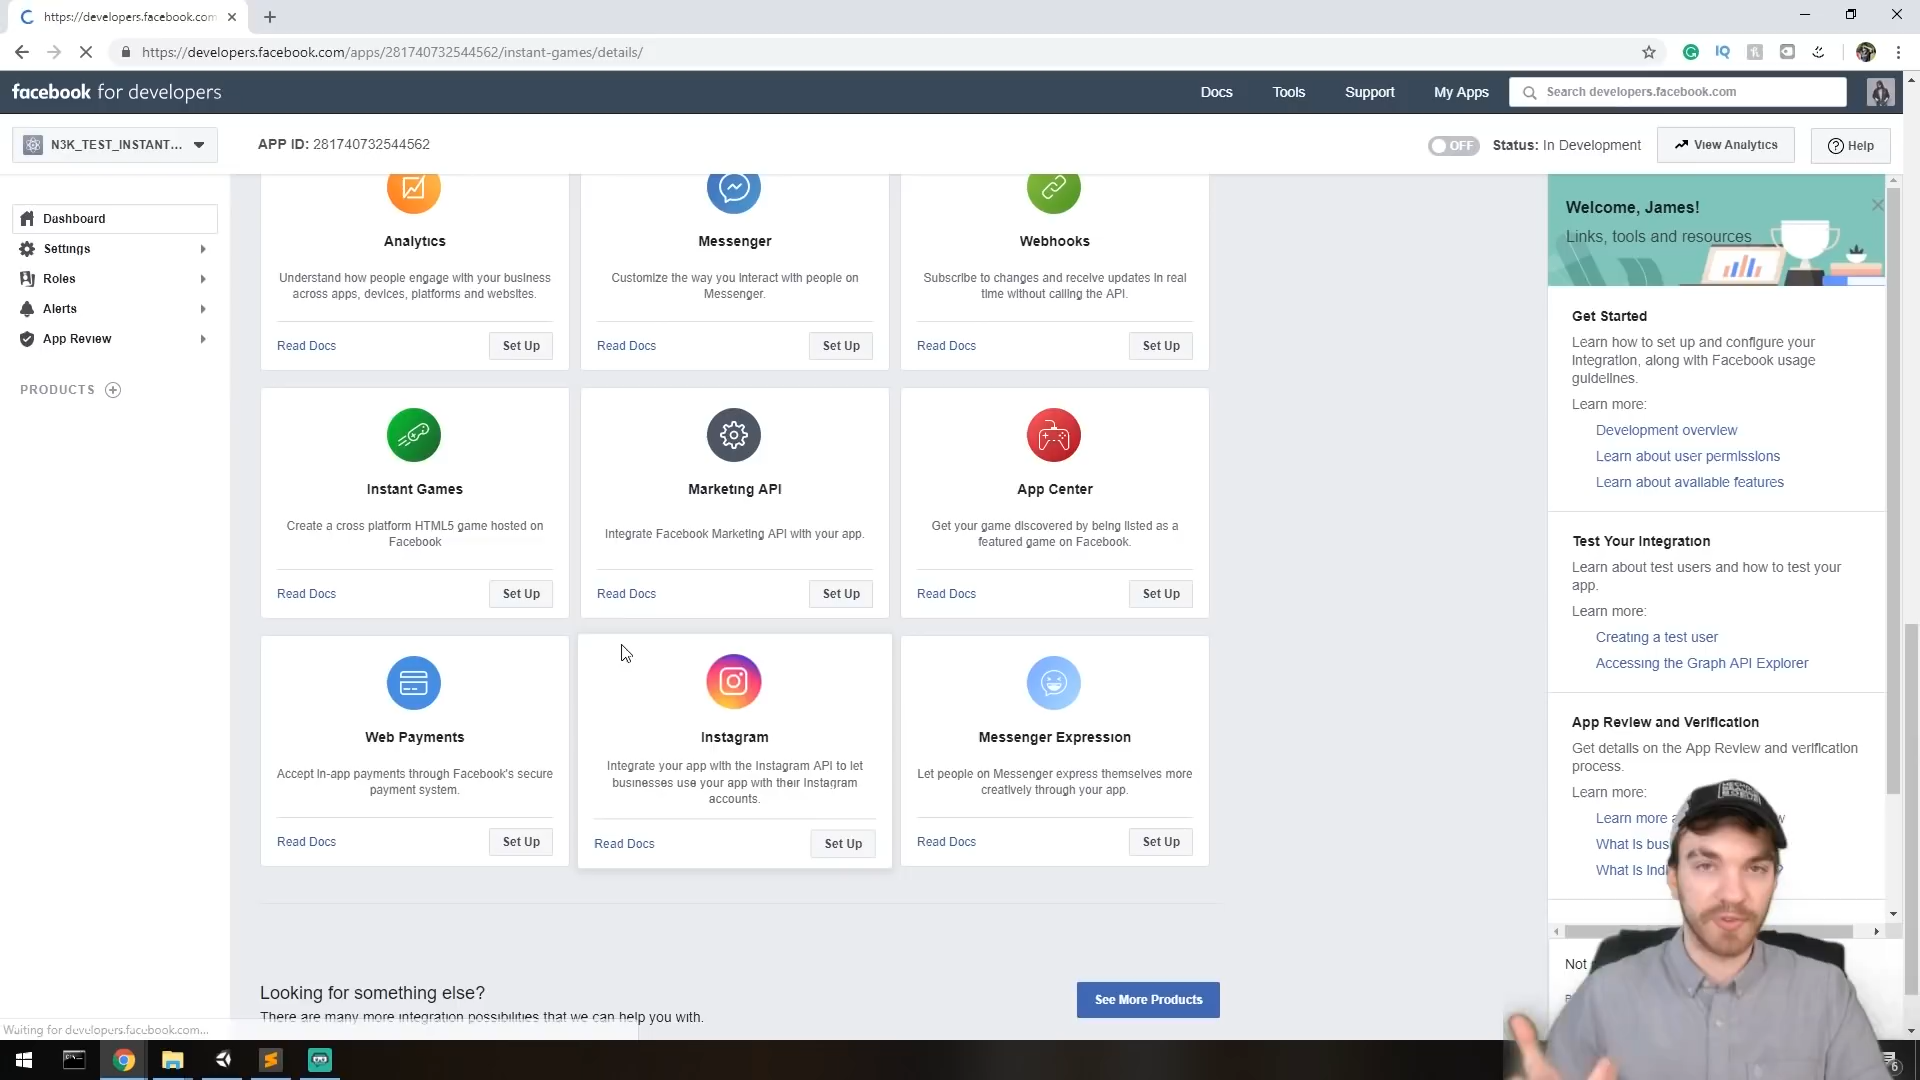 https://developers.facebook.com
https://developers.facebook.com/apps/281740732544562/instant-games/details/
facebook for developers
Docs
Tools
Support
My Apps
Search developers.facebook.com
N3K_TEST_INSTANT...
APP ID: 281740732544562
OFF
Status: In Development
View Analytics
Help
Dashboard
Settings
Roles
Alerts
App Review
PRODUCTS
Analytics
Understand how people engage with your business
across apps, devices, platforms and websites.
Read Docs
Set Up
Messenger
Customize the way you interact with people on
Messenger.
Read Docs
Set Up
Webhooks
Subscribe to changes and receive updates in real
time without calling the API.
Read Docs
Set Up
Instant Games
Create a cross platform HTML5 game hosted on
Facebook
Read Docs
Set Up
Marketing API
Integrate Facebook Marketing API with your app.
Read Docs
Set Up
App Center
Get your game discovered by being listed as a
featured game on Facebook.
Read Docs
Set Up
Web Payments
Accept in-app payments through Facebook's secure
payment system.
Read Docs
Set Up
Instagram
Integrate your app with the Instagram API to let
businesses use your app with their Instagram
accounts.
Read Docs
Set Up
Messenger Expression
Let people on Messenger express themselves more
creatively through your app.
Read Docs
Set Up
Looking for something else?
There are many more integration possibilities that we can help you with.
See More Products
Welcome, James!
Links, tools and resources
Get Started
Learn how to set up and configure your
integration, along with Facebook usage
guidelines.
Learn more:
Development overview
Learn about user permissions
Learn about available features
Test Your Integration
Learn about test users and how to test your
app.
Learn more:
Creating a test user
Accessing the Graph API Explorer
App Review and Verification
Get details on the App Review and verification
process.
Learn more:
Learn more
What is
What is
Not
Waiting for developers.facebook.com...